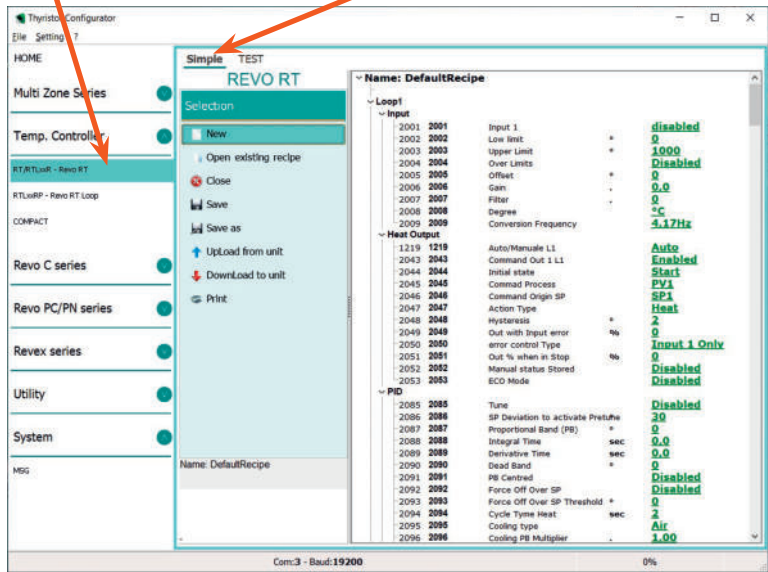 Thyristor Configurator
File Setting ?
HOME
Multi Zone Series
Temp. Controller
RT/RTLxxR - Revo RT
RTLxxRP - Revo RT Loop
COMPACT
Revo C series
Revo PC/PN series
Revex series
Utility
System
MSG
Simple TEST
REVO RT
Selection
New
Open existing recipe
Close
Save
Save as
UpLoad from unit
DownLoad to unit
Print
Name: DefaultRecipe
Name: DefaultRecipe
Loop1
Input
2001 2001 Input 1 disabled
2002 2002 Low limit ° 0
2003 2003 Upper Limit ° 1000
2004 2004 Over Limits Disabled
2005 2005 Offset ° 0
2006 2006 Gain . 0.0
2007 2007 Filter . 0
2008 2008 Degree °C
2009 2009 Conversion Frequency 4.17Hz
Heat Output
1219 1219 Auto/Manuale L1 Auto
2043 2043 Command Out 1 L1 Enabled
2044 2044 Initial state Start
2045 2045 Commad Process PV1
2046 2046 Command Origin SP SP1
2047 2047 Action Type Heat
2048 2048 Hysteresis ° 2
2049 2049 Out with Input error % 0
2050 2050 error control Type Input 1 Only
2051 2051 Out % when in Stop % 0
2052 2052 Manual status Stored Disabled
2053 2053 ECO Mode Disabled
PID
2085 2085 Tune Disabled
2086 2086 SP Deviation to activate Pretune 30
2087 2087 Proportional Band (PB) ° 0
2088 2088 Integral Time sec 0.0
2089 2089 Derivative Time sec 0.0
2090 2090 Dead Band ° 0
2091 2091 PB Centred Disabled
2092 2092 Force Off Over SP Disabled
2093 2093 Force Off Over SP Threshold ° 0
2094 2094 Cycle Tyme Heat sec 2
2095 2095 Cooling type Air
2096 2096 Cooling PB Multiplier . 1.00
Com:3 - Baud:19200 0%